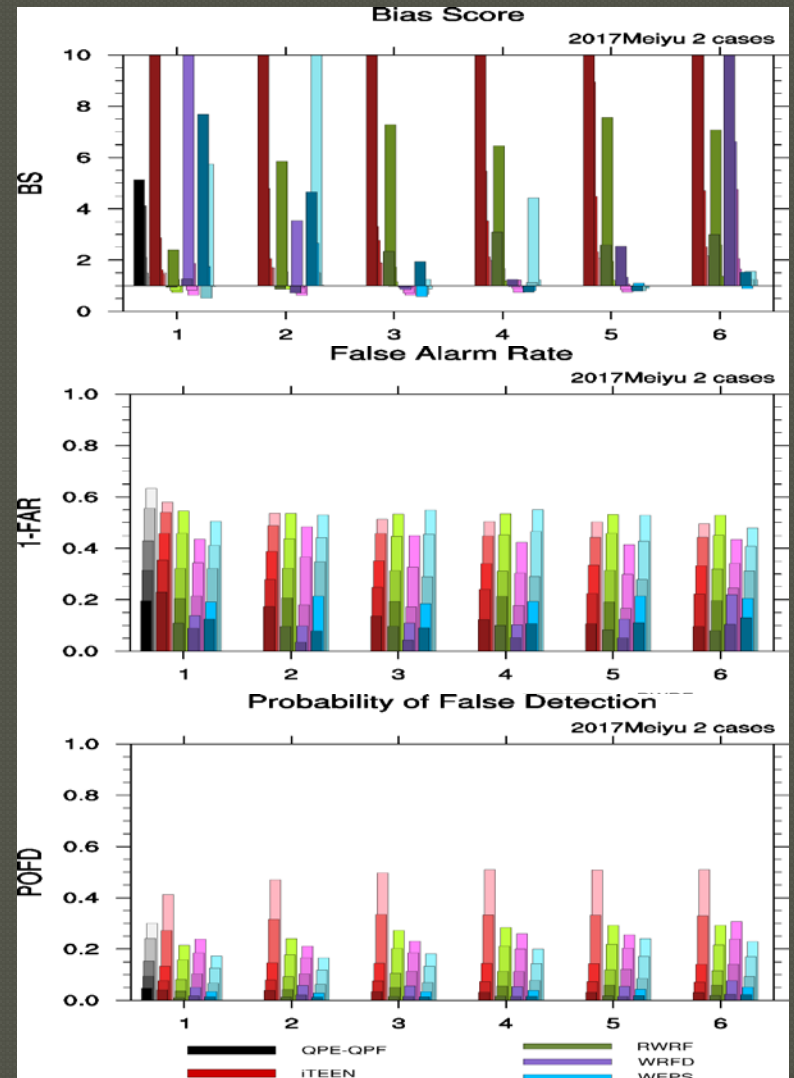 Bias Score
2017Meiyu 2 cases
BS
10
8
6
4
2
0
1 2 3 4 5 6
False Alarm Rate
2017Meiyu 2 cases
1-FAR
1.0
0.8
0.6
0.4
0.2
0.0
1 2 3 4 5 6
Probability of False Detection
2017Meiyu 2 cases
POFD
1.0
0.8
0.6
0.4
0.2
0.0
1 2 3 4 5 6
QPE-QPF RWRF
iTEEN WRFD
WEPS